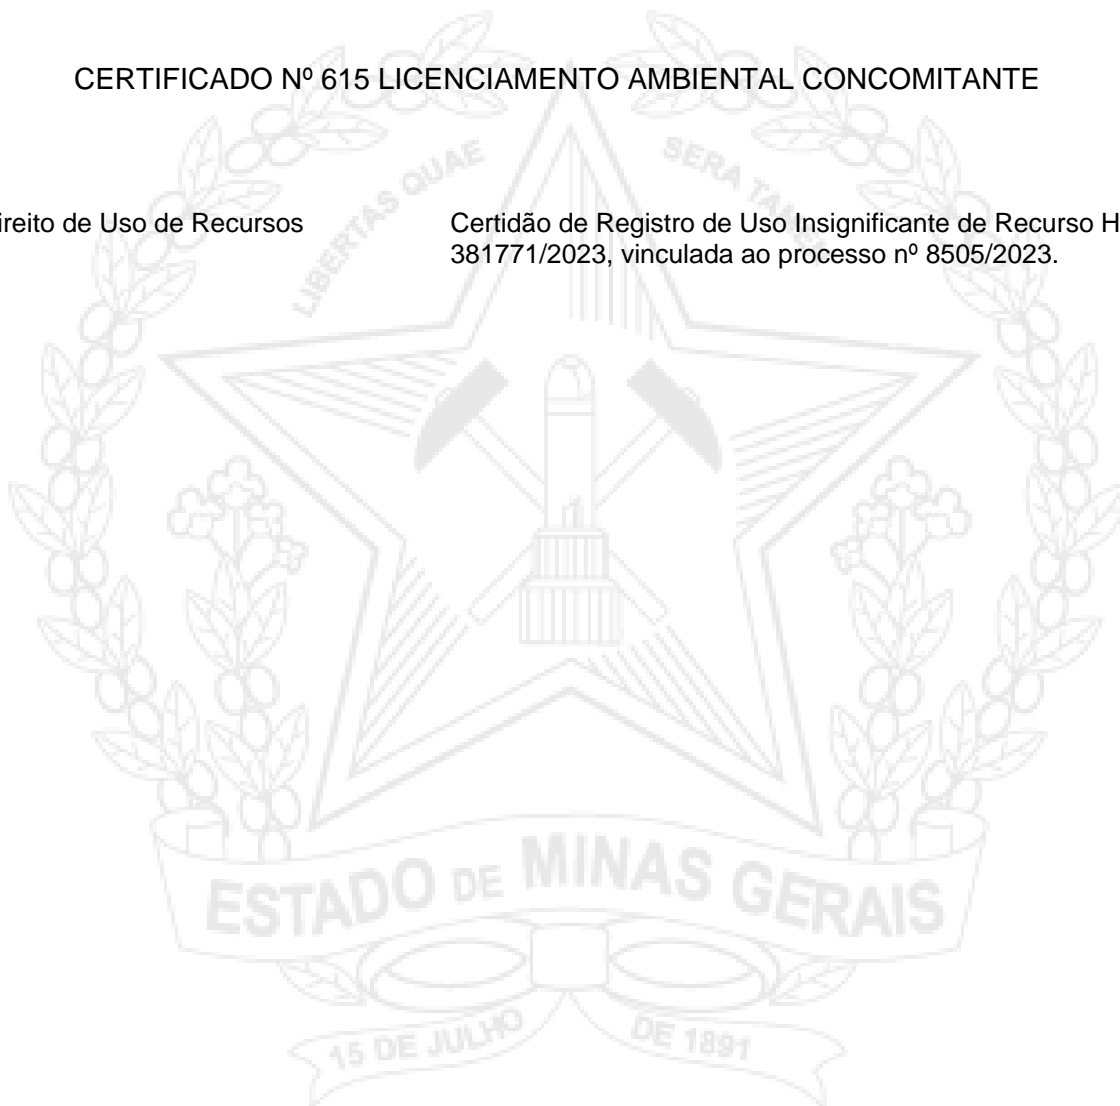 CERTIFICADO Nº 615 LICENCIAMENTO AMBIENTAL CONCOMITANTE
ireito de Uso de Recursos
Certidão de Registro de Uso Insignificante de Recurso H
381771/2023, vinculada ao processo nº 8505/2023.
LIBERTAS QUAE SERA TAMEN
ESTADO DE MINAS GERAIS
15 DE JULHO DE 1891